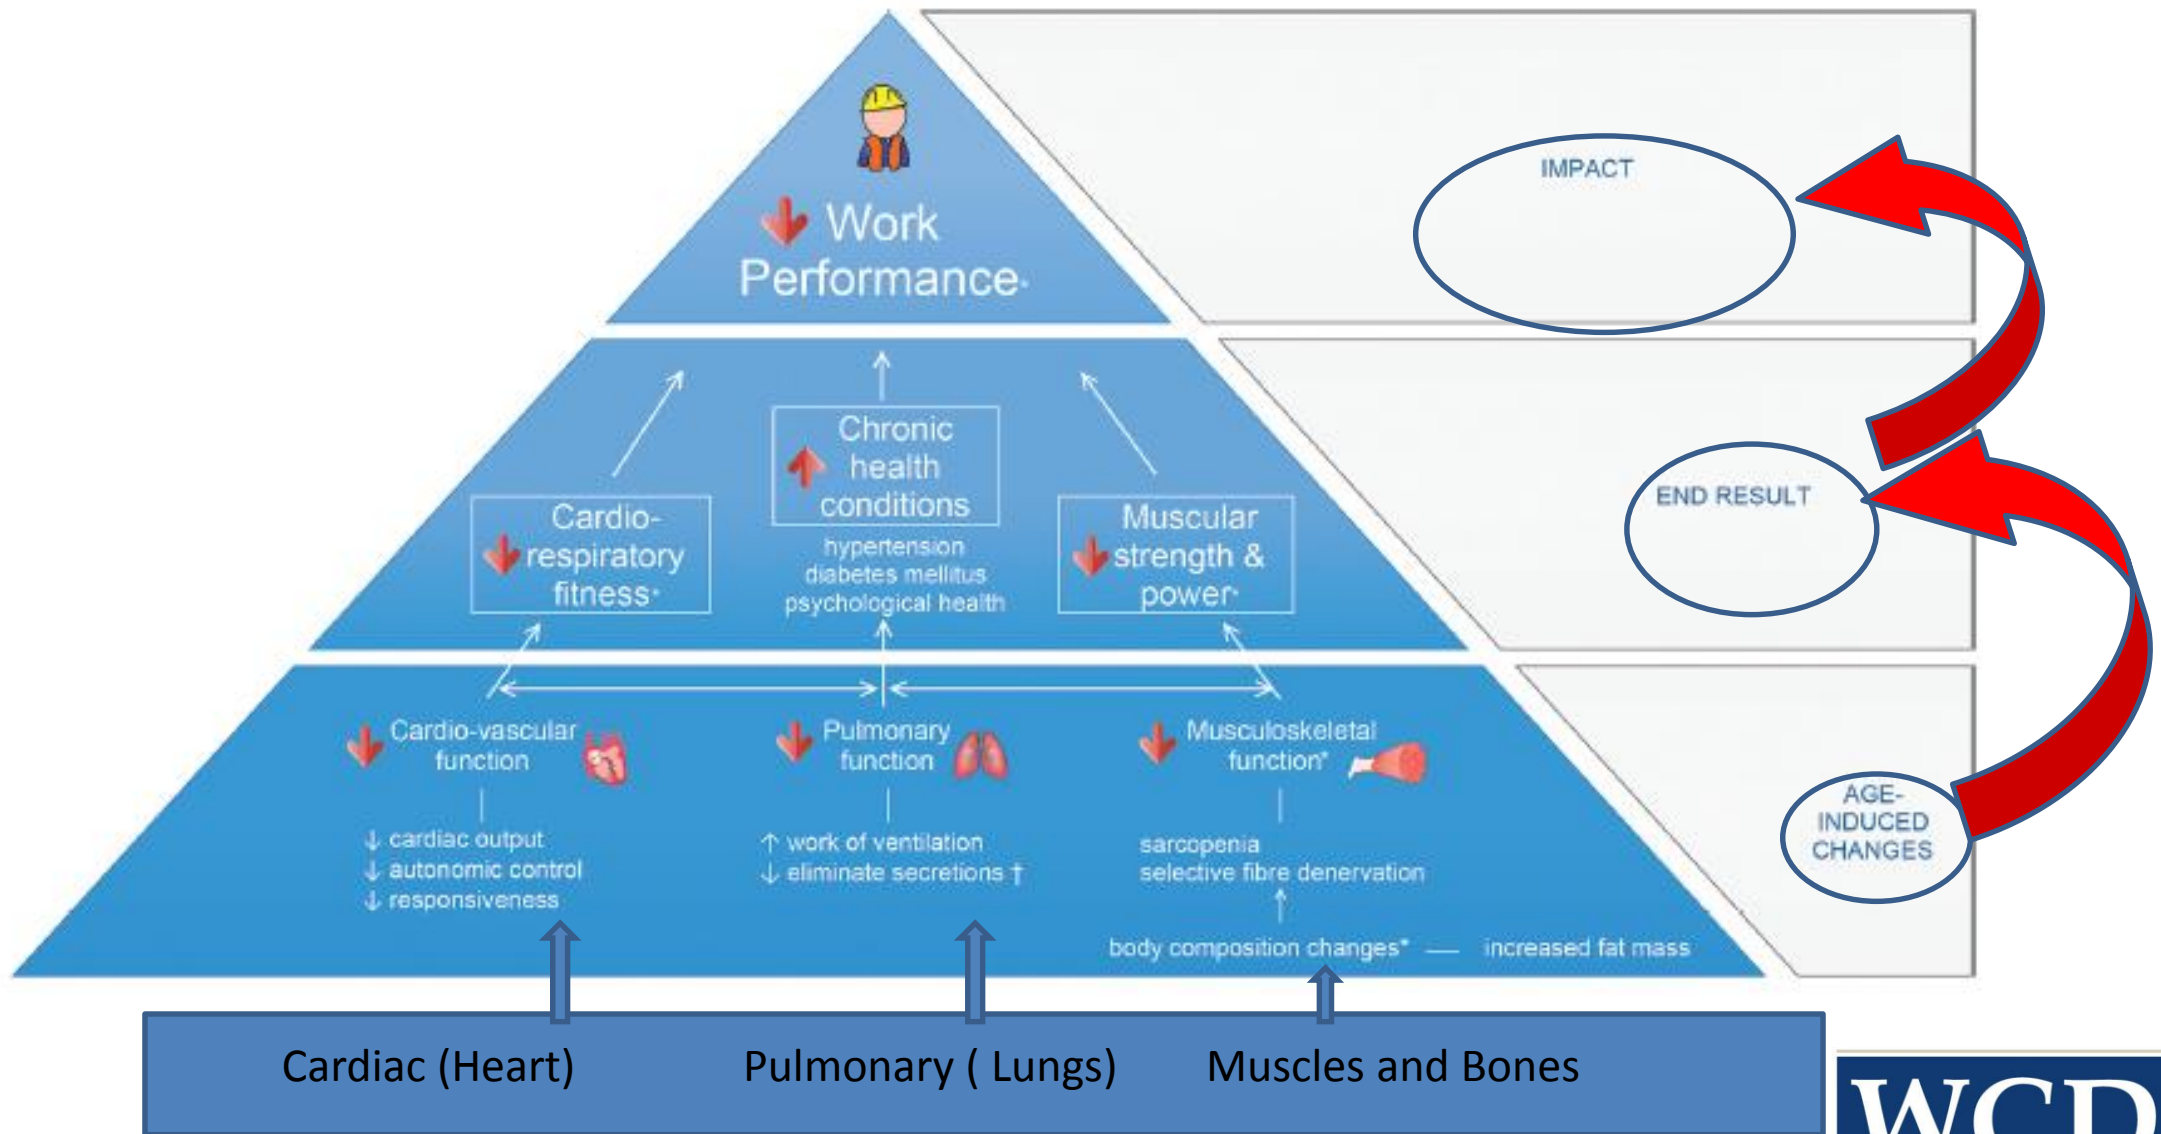 IMPACT
↓ Work
Performance*
END RESULT
Chronic
↑ health
conditions
hypertension
diabetes mellitus
psychological health
Cardio-
↓ respiratory
fitness*
Muscular
↓ strength &
power*
AGE-
INDUCED
CHANGES
↓ Cardio-vascular
function
↓ cardiac output
↓ autonomic control
↓ responsiveness
↓ Pulmonary
function
↑ work of ventilation
↓ eliminate secretions †
↓ Musculoskeletal
function*
sarcopenia
selective fibre denervation
body composition changes* — increased fat mass
Cardiac (Heart) Pulmonary ( Lungs) Muscles and Bones